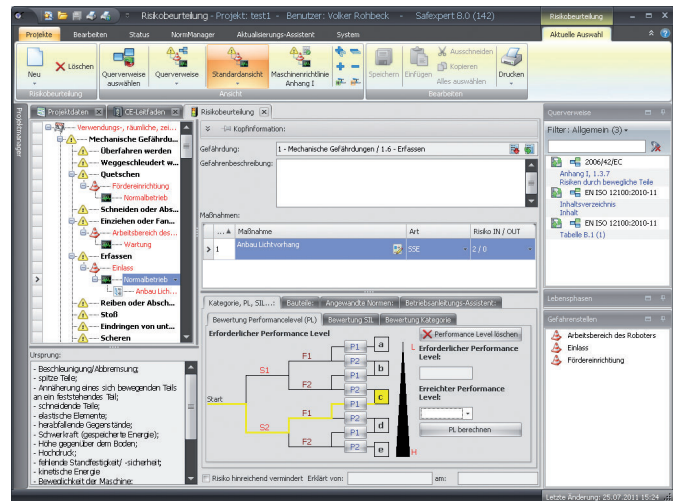 Risikobeurteilung - Projekt: test1 - Benutzer: Volker Rohbeck - Safexpert 8.0 (142)
Risikobeurteilung
Projekte Bearbeiten Status NormManager Aktualisierungs-Assistent System
Aktuelle Auswahl
Neu
Löschen
Querverweise auswählen
Querverweise
Standardansicht
Maschinenrichtlinie Anhang 1
Speichern
Einfügen
Ausschneiden
Kopieren
Alles auswählen
Drucken
Risikobeurteilung
Ansicht
Bearbeiten
Projektmanager
Projektdaten
CE-Leitfaden
Risikobeurteilung
Verwendungs-, räumliche, zei...
Mechanische Gefährdu...
Überfahren werden
Weggeschleudert w...
Quetschen
Fördereinrichtung
Normalbetrieb
Schneiden oder Abs...
Einziehen oder Fan...
Arbeitsbereich des...
Wartung
Erfassen
Einlass
Normalbetrieb
Anbau Lich...
Reiben oder Absch...
Stoß
Eindringen von unt...
Scheren
Ursprung:
- Beschleunigung/Abbremsung;
- spitze Teile;
- Annäherung eines sich bewegenden Teils
an ein feststehendes Teil;
- schneidende Teile;
- elastische Elemente;
- herabfallende Gegenstände;
- Schwerkraft (gespeicherte Energie);
- Höhe gegenüber dem Boden;
- Hochdruck;
- fehlende Standfestigkeit/ -sicherheit;
- kinetische Energie
- Beweglichkeit der Maschine;
Kopfinformation:
Gefährdung: 1 - Mechanische Gefährdungen / 1.6 - Erfassen
Gefahrenbeschreibung:
Maßnahmen:
... Maßnahme Art Risiko IN / OUT
1 Anbau Lichtvorhang SSE 2 / 0
Kategorie, PL, SIL...: Bauteile: Angewandte Normen: Betriebsanleitungs-Assistent:
Bewertung Performancelevel (PL) Bewertung SIL Bewertung Kategorie
Erforderlicher Performance Level
Performance Level löschen
Start
S1
S2
F1
F2
F1
F2
P1
P2
P1
P2
P1
P2
P1
P2
a
b
c
d
e
L
H
Erforderlicher Performance Level:
Erreichter Performance Level:
PL berechnen
Risiko hinreichend vermindert Erklärt von: am:
Querverweise
Filter: Allgemein (3)
2006/42/EC
Anhang I, 1.3.7
Risiken durch bewegliche Teile
EN ISO 12100:2010-11
Inhaltsverzeichnis
Inhalt
EN ISO 12100:2010-11
Tabelle B.1 (1)
Lebensphasen
Gefahrenstellen
Arbeitsbereich des Roboters
Einlass
Fördereinrichtung
Letzte Änderung: 25.07.2011 15:24